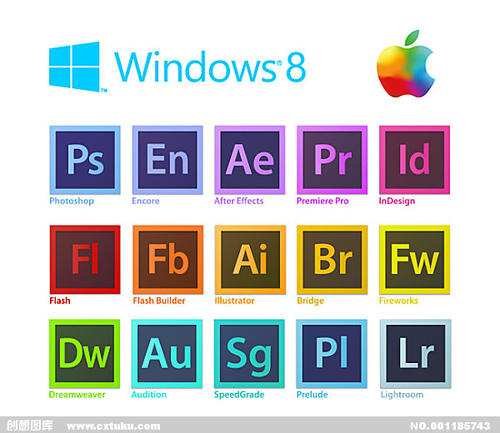 Windows® 8
™
Ps En Ae Pr Id
Photoshop Encore After Effects Premiere Pro InDesign
Fl Fb Ai Br Fw
Flash Flash Builder Illustrator Bridge Fireworks
Dw Au Sg Pl Lr
Dreamweaver Audition SpeedGrade Prelude Lightroom
创想图库 www.cxtuku.com NO.001185743